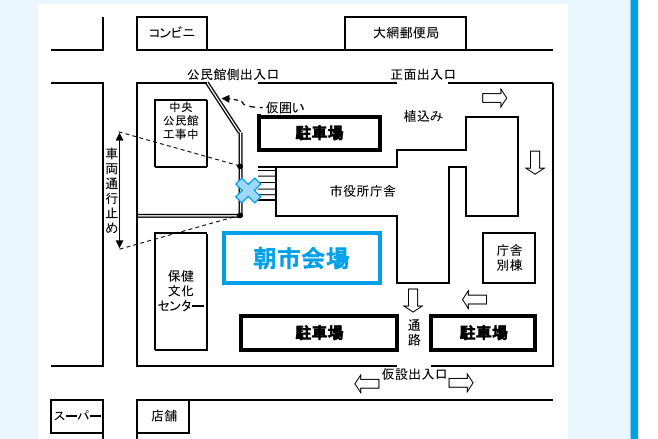 コンビニ
大網郵便局
公民館側出入口
正面出入口
仮囲い
中央
公民館
工事中
駐車場
植込み
車両通行止め
市役所庁舎
朝市会場
庁舎
別棟
保健
文化
センター
駐車場
通路
駐車場
仮設出入口
スーパー
店舗